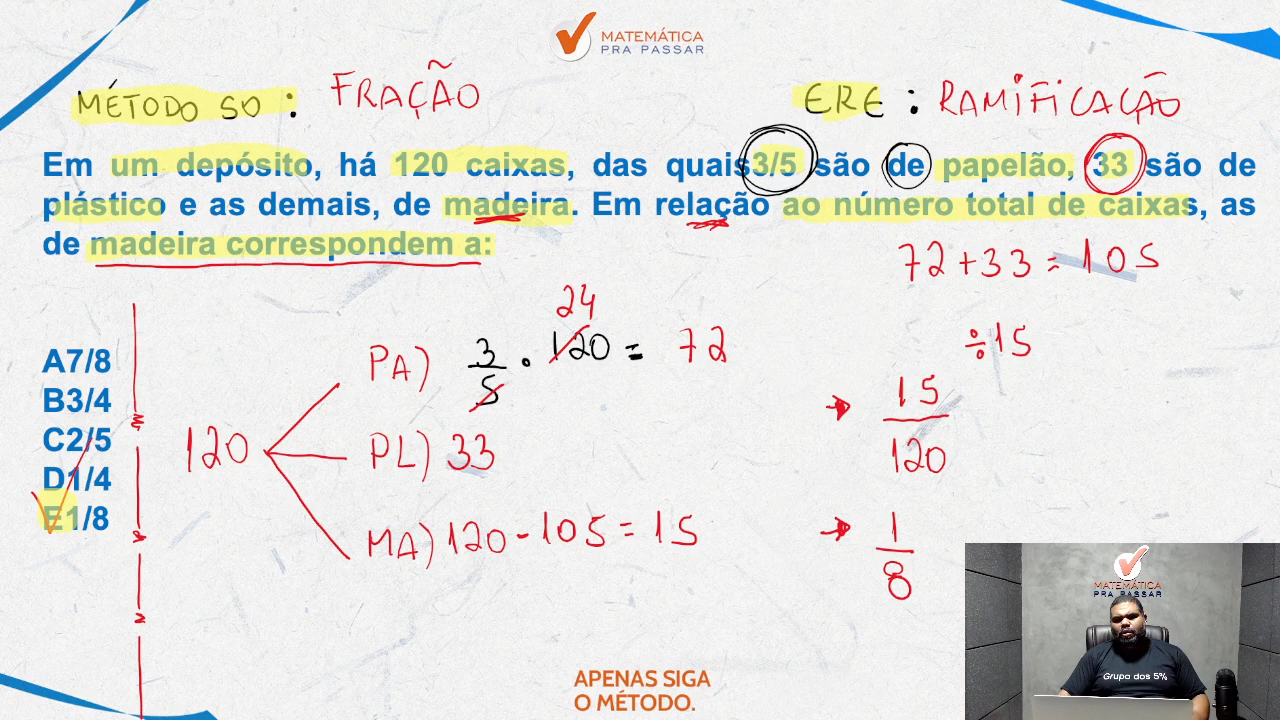 MATEMÁTICA
PRA PASSAR
MÉTODO SO : FRAÇÃO
ERE : RAMIFICAÇÃO
Em um depósito, há 120 caixas, das quais3/5 são de papelão, 33 são de
plástico e as demais, de madeira. Em relação ao número total de caixas, as
de madeira correspondem a:
72+33=105
A7/8
B3/4
C2/5
D1/4
E1/8
120
PA) 3/5 . 120 = 72
24
PL) 33
MA) 120-105=15
÷15
15
120
1
8
MATEMÁTICA
PRA PASSAR
Grupo dos 5%
APENAS SIGA
O MÉTODO.